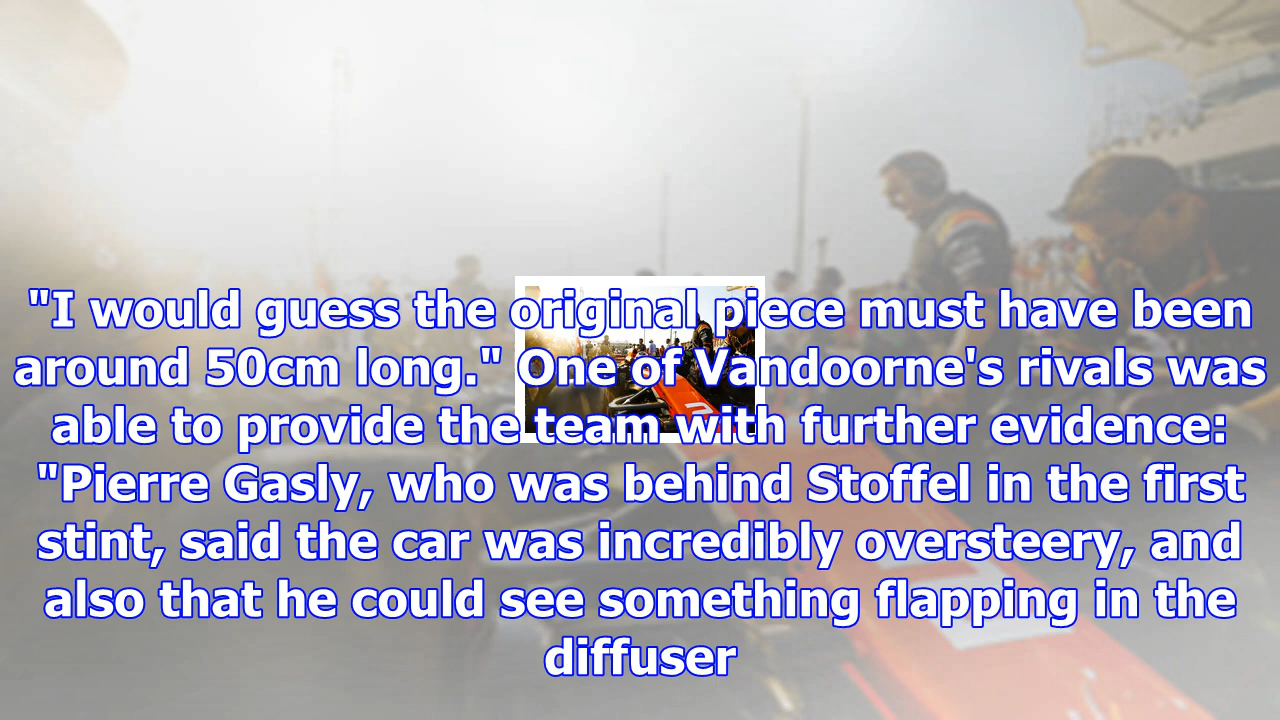 "I would guess the original piece must have been
around 50cm long." One of Vandoorne's rivals was
able to provide the team with further evidence:
"Pierre Gasly, who was behind Stoffel in the first
stint, said the car was incredibly oversteery, and
also that he could see something flapping in the
diffuser